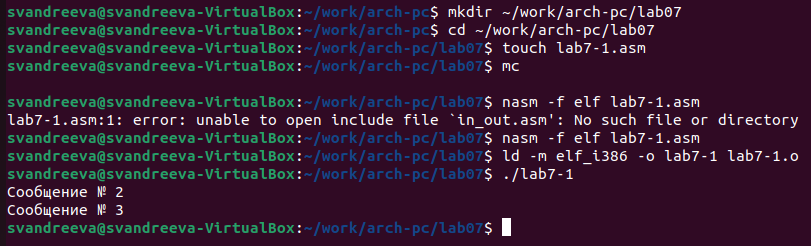 svandreeva@svandreeva-VirtualBox:~/work/arch-pc$ mkdir ~/work/arch-pc/lab07
svandreeva@svandreeva-VirtualBox:~/work/arch-pc$ cd ~/work/arch-pc/lab07
svandreeva@svandreeva-VirtualBox:~/work/arch-pc/lab07$ touch lab7-1.asm
svandreeva@svandreeva-VirtualBox:~/work/arch-pc/lab07$ mc
svandreeva@svandreeva-VirtualBox:~/work/arch-pc/lab07$ nasm -f elf lab7-1.asm
lab7-1.asm:1: error: unable to open include file `in_out.asm': No such file or directory
svandreeva@svandreeva-VirtualBox:~/work/arch-pc/lab07$ nasm -f elf lab7-1.asm
svandreeva@svandreeva-VirtualBox:~/work/arch-pc/lab07$ ld -m elf_i386 -o lab7-1 lab7-1.o
svandreeva@svandreeva-VirtualBox:~/work/arch-pc/lab07$ ./lab7-1
Сообщение № 2
Сообщение № 3
svandreeva@svandreeva-VirtualBox:~/work/arch-pc/lab07$